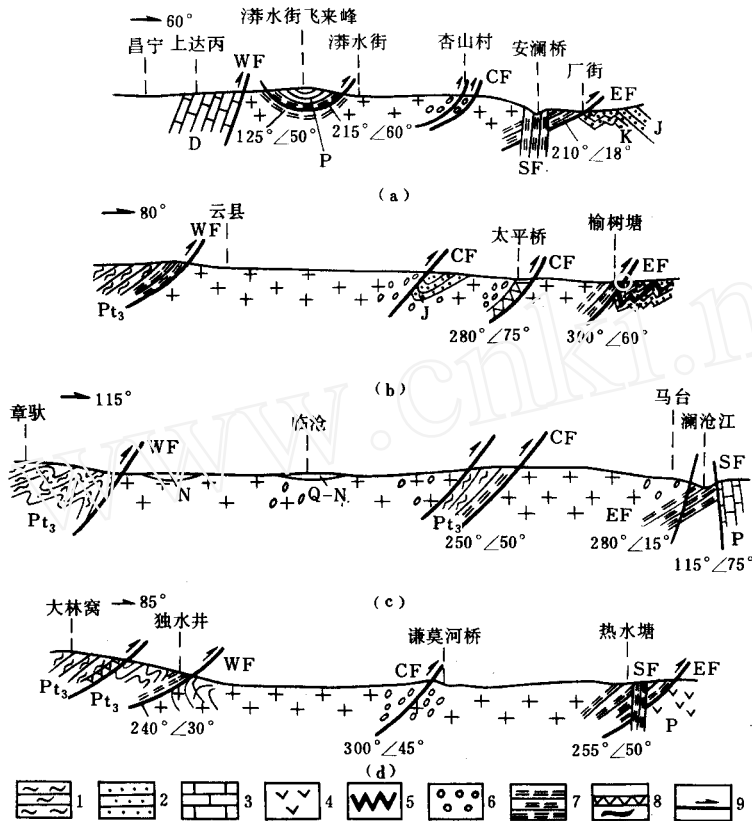 →60° 漭水街飞来峰
昌宁 上达丙 WF 漭水街 杏山村 CF 安澜桥 厂街 EF
D 125°∠50° P 215°∠60° SF 210°∠18° K J
(a)
→80° 云县
WF CF 太平桥 CF 榆树塘 EF
Pt₃ J 280°∠75° 300°∠60°
(b)
章驮 →115° WF 临沧 CF 马台 澜沧江 SF
Pt₃ N Q-N Pt₃ 250°∠50° EF 280°∠15° P 115°∠75°
(c)
大林窝 →85° 独水井 WF 谦莫河桥 CF 热水塘 SF EF
Pt₃ Pt₃ 240°∠30° 300°∠45° 255°∠50° P
(d)
1 2 3 4 5 6 7 8 9
www.cnki.n